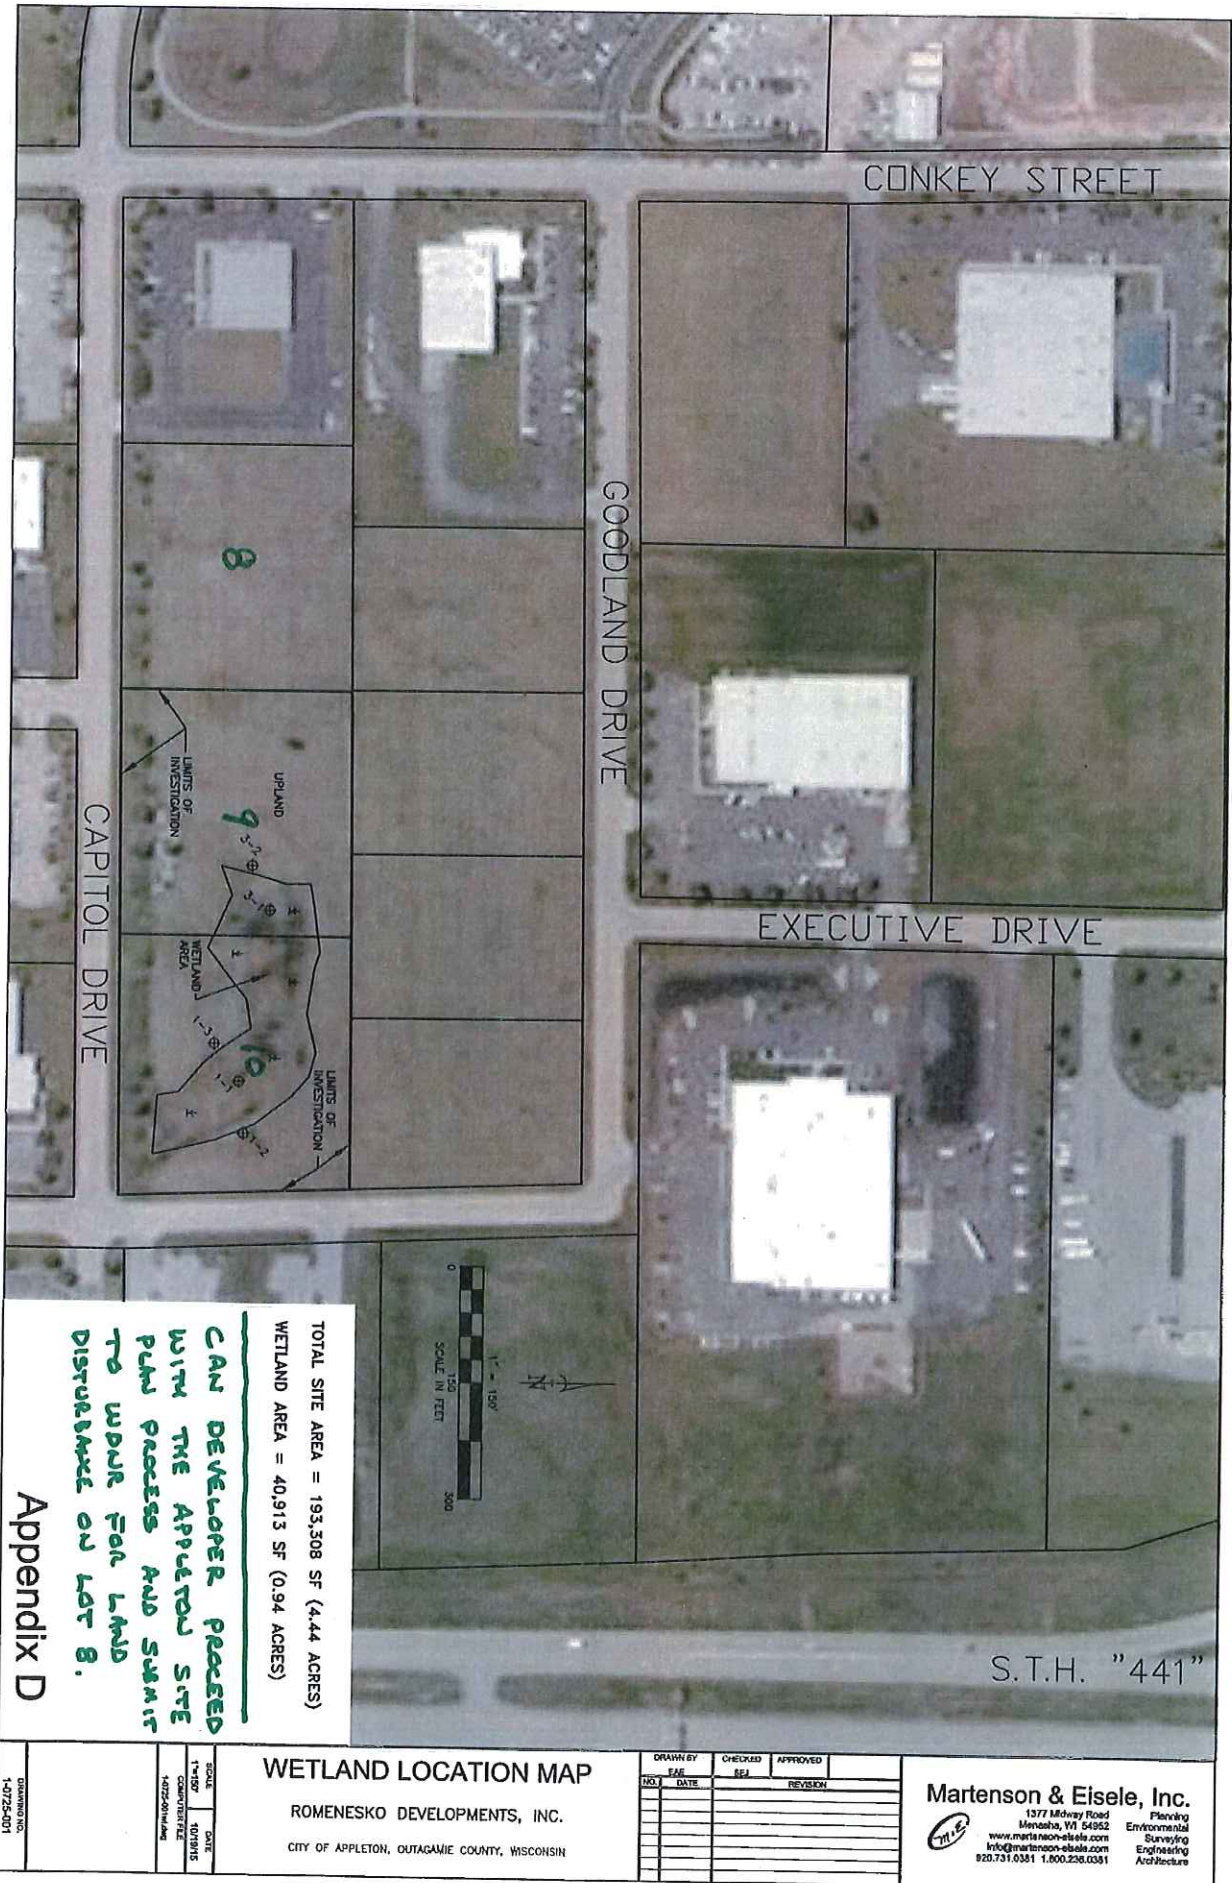 CONKEY STREET
GOODLAND DRIVE
EXECUTIVE DRIVE
CAPITOL DRIVE
S.T.H. "441"
8
9
10
LIMITS OF
INVESTIGATION
UPLAND
3-2
3-1
WETLAND
AREA
1-3
1-1
1-2
LIMITS OF
INVESTIGATION
N
1" = 150'
0
150
300
SCALE IN FEET
TOTAL SITE AREA = 193,308 SF (4.44 ACRES)
WETLAND AREA = 40,913 SF (0.94 ACRES)
CAN DEVELOPER PROCEED
WITH THE APPLETON SITE
PLAN PROCESS AND SUBMIT
TO WDNR FOR LAND
DISTURBANCE ON LOT 8.
Appendix D
WETLAND LOCATION MAP
ROMENESKO DEVELOPMENTS, INC.
CITY OF APPLETON, OUTAGAMIE COUNTY, WISCONSIN
SCALE
1"=150'
DATE
10/19/15
COMPUTER FILE
DRAWING NO.
1-0725-001
DRAWN BY
CHECKED
APPROVED
NO.
DATE
REVISION
Martenson & Eisele, Inc.
1377 Midway Road
Menasha, WI 54952
www.martenson-eisele.com
info@martenson-eisele.com
920.731.0381 1.800.236.0381
Planning
Environmental
Surveying
Engineering
Architecture